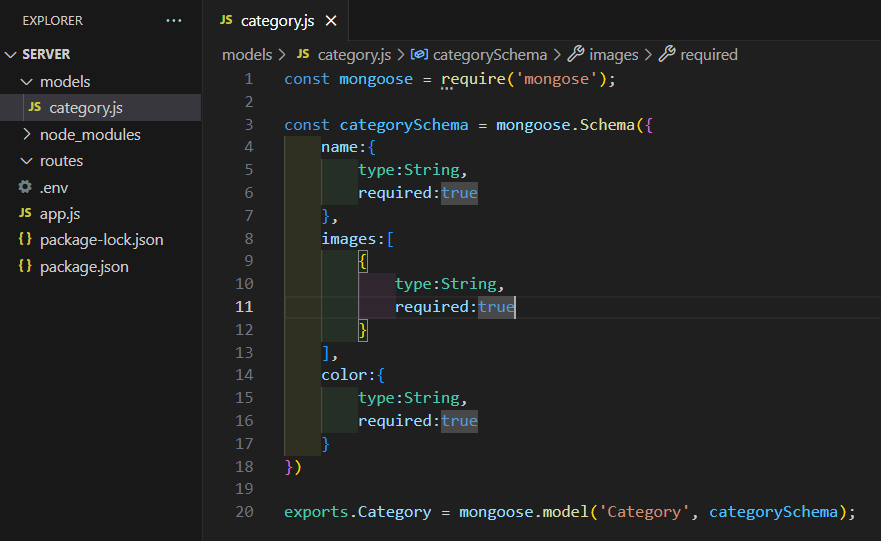 EXPLORER ...
SERVER
models
JS category.js
node_modules
routes
.env
JS app.js
{} package-lock.json
{} package.json
JS category.js ×
models > JS category.js > categorySchema > images > required
1 const mongoose = require('mongose');
2
3 const categorySchema = mongoose.Schema({
4 name:{
5 type:String,
6 required:true
7 },
8 images:[
9 {
10 type:String,
11 required:true
12 }
13 ],
14 color:{
15 type:String,
16 required:true
17 }
18 })
19
20 exports.Category = mongoose.model('Category', categorySchema);